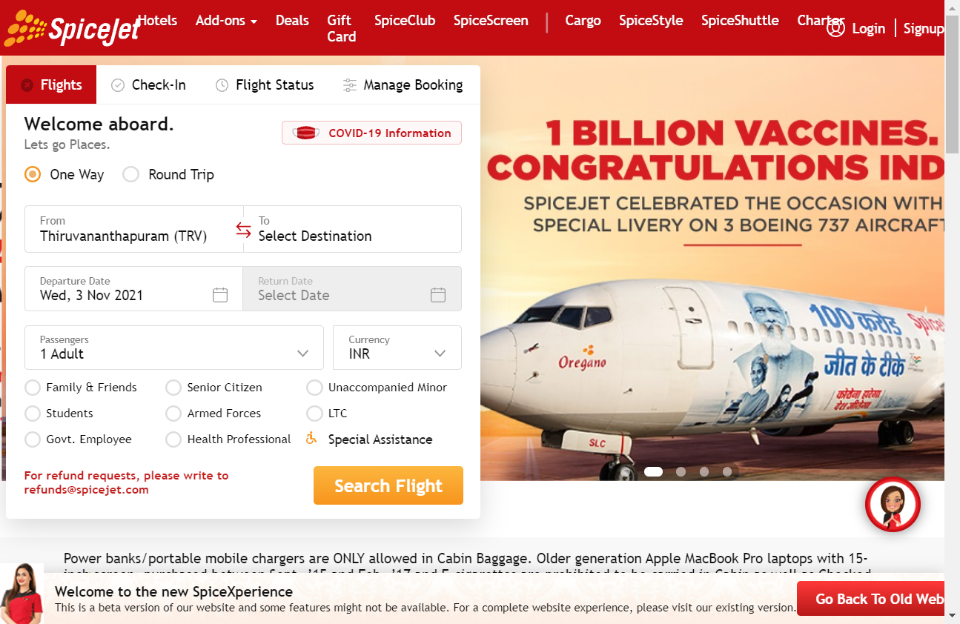 SpiceJet
Hotels
Add-ons
Deals
Gift Card
SpiceClub
SpiceScreen
Cargo
SpiceStyle
SpiceShuttle
Charter
Login
Signup
Flights
Check-In
Flight Status
Manage Booking
Welcome aboard.
Lets go Places.
COVID-19 Information
One Way
Round Trip
From
Thiruvananthapuram (TRV)
To
Select Destination
Departure Date
Wed, 3 Nov 2021
Return Date
Select Date
Passengers
1 Adult
Currency
INR
Family & Friends
Senior Citizen
Unaccompanied Minor
Students
Armed Forces
LTC
Govt. Employee
Health Professional
Special Assistance
For refund requests, please write to
refunds@spicejet.com
Search Flight
1 BILLION VACCINES.
CONGRATULATIONS IND
SPICEJET CELEBRATED THE OCCASION WITH
SPECIAL LIVERY ON 3 BOEING 737 AIRCRAFT
Oregano
100 करोड़
जीत के टीके
SLC
Power banks/portable mobile chargers are ONLY allowed in Cabin Baggage. Older generation Apple MacBook Pro laptops with 15-
Welcome to the new SpiceXperience
This is a beta version of our website and some features might not be available. For a complete website experience, please visit our existing version.
Go Back To Old Web